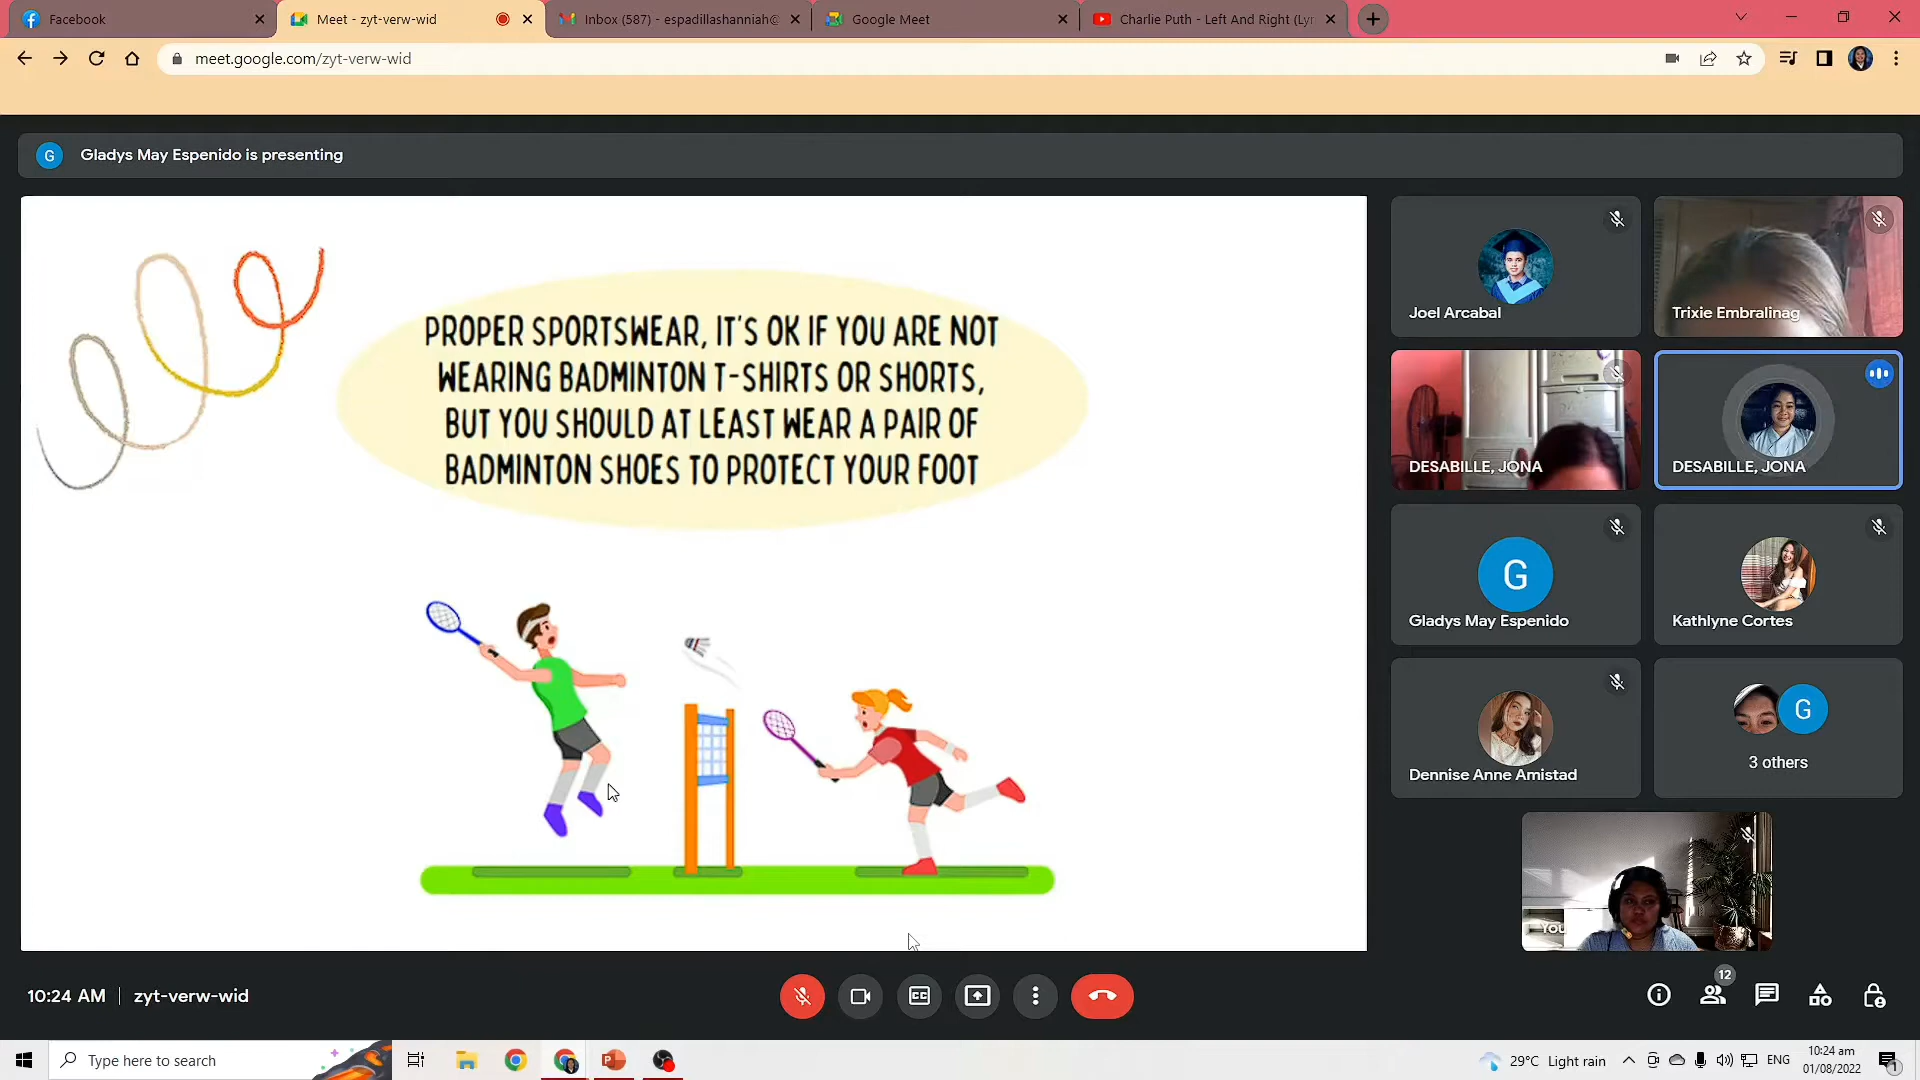 Facebook
Meet - zyt-verw-wid
Inbox (587) - espadillashanniah@
Google Meet
Charlie Puth - Left And Right (Lyr
meet.google.com/zyt-verw-wid
G
Gladys May Espenido is presenting
PROPER SPORTSWEAR, IT'S OK IF YOU ARE NOT
WEARING BADMINTON T-SHIRTS OR SHORTS,
BUT YOU SHOULD AT LEAST WEAR A PAIR OF
BADMINTON SHOES TO PROTECT YOUR FOOT
Joel Arcabal
Trixie Embralinag
DESABILLE, JONA
DESABILLE, JONA
G
Gladys May Espenido
Kathlyne Cortes
Dennise Anne Amistad
G
3 others
You
10:24 AM
zyt-verw-wid
CC
12
Type here to search
29°C Light rain
ENG
10:24 am
01/08/2022
1